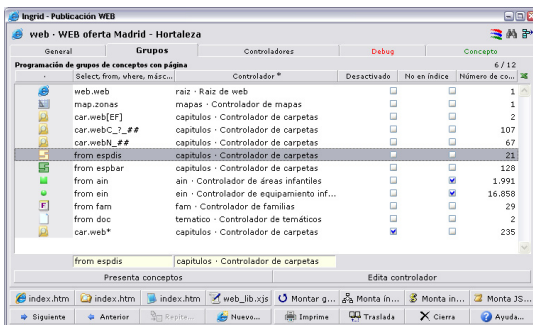 Ingrid - Publicación WEB
web · WEB oferta Madrid - Hortaleza
General Grupos Controladores Debug Concepto
Programación de grupos de conceptos con página 6 / 12
· Select, from, where, másc... Controlador * Desactivado No en índice Número de co...
web.web raiz · Raiz de web 1
map.zonas mapas · Controlador de mapas 1
car.web[EF] capitulos · Controlador de carpetas 2
car.webC_?_## capitulos · Controlador de carpetas 107
car.webN_## capitulos · Controlador de carpetas 67
from espdis capitulos · Controlador de carpetas 21
from espbar capitulos · Controlador de carpetas 128
from ain ain · Controlador de áreas infantiles 1.991
from ein ein · Controlador de equipamiento inf... 16.858
F from fam fam · Controlador de familias 29
from doc tematico · Controlador de temáticos 2
car.web* capitulos · Controlador de carpetas 235
from espdis capitulos · Controlador de carpetas
Presenta conceptos Edita controlador
index.htm index.htm index.htm web_lib.xjs Montar g... Monta ín... Monta in... Monta JS...
Siguiente Anterior Repite... Nuevo... Imprime Traslada Cierra Ayuda...